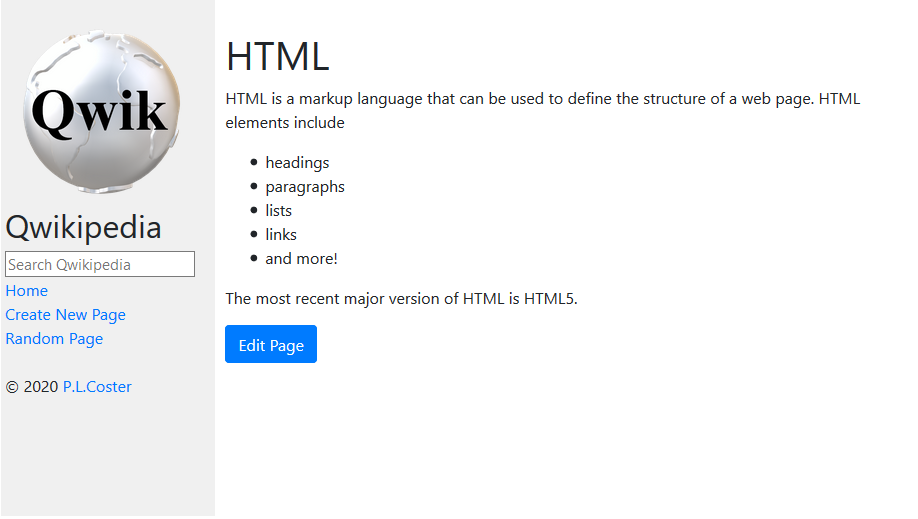 Qwik
Qwikipedia
Search Qwikipedia
Home
Create New Page
Random Page
© 2020 P.L.Coster
HTML
HTML is a markup language that can be used to define the structure of a web page. HTML
elements include
• headings
• paragraphs
• lists
• links
• and more!
The most recent major version of HTML is HTML5.
Edit Page